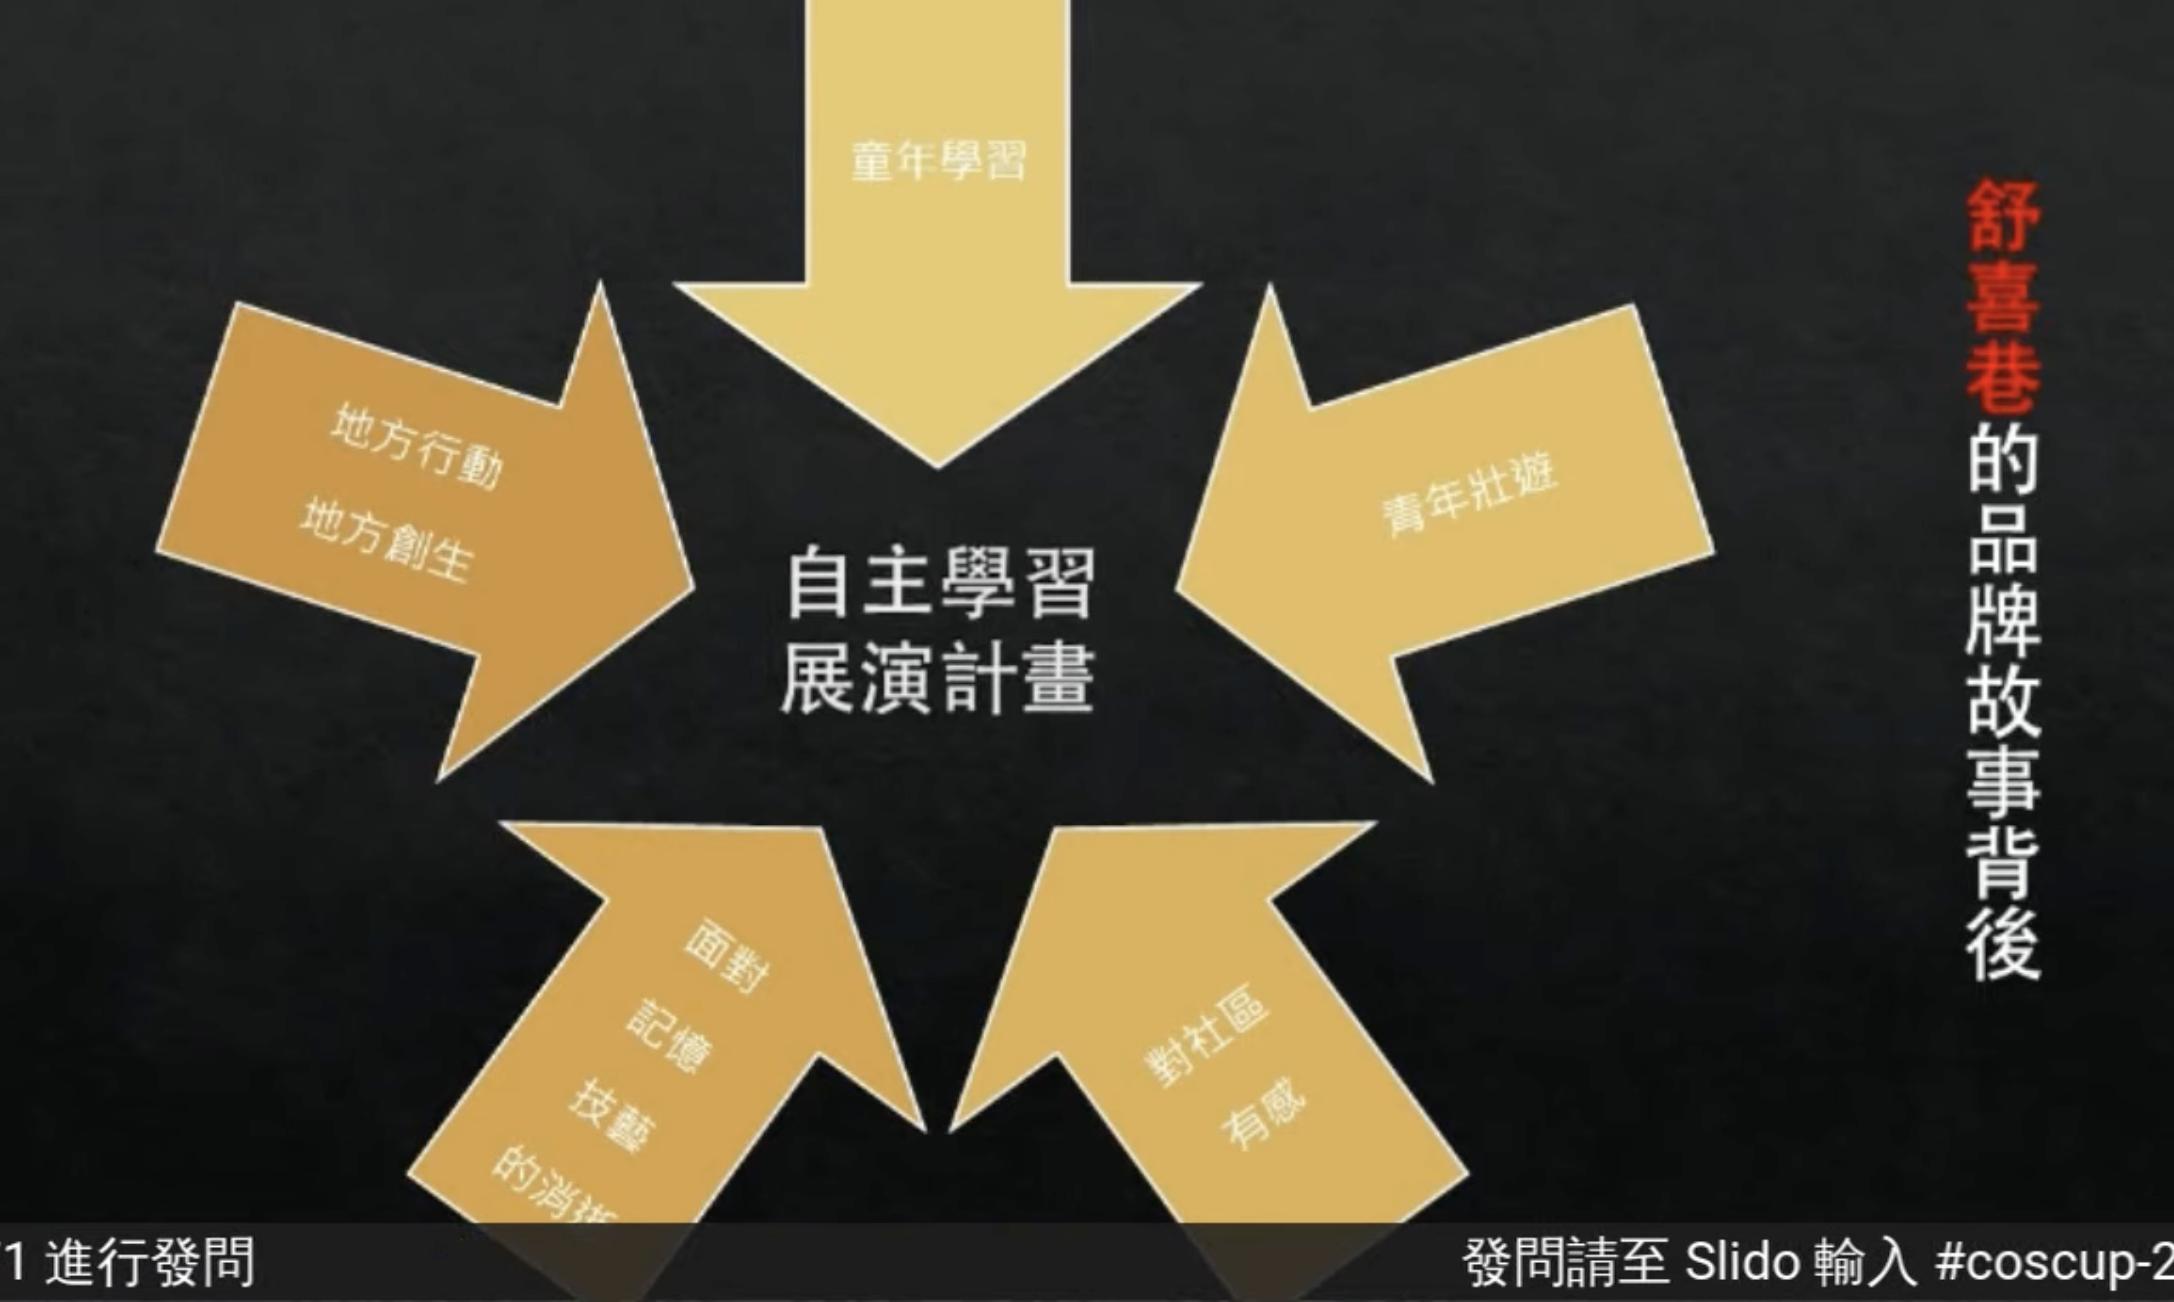 童年學習
地方行動
地方創生
青年壯遊
自主學習
展演計畫
面對
記憶
技藝
的消逝
對社區
有感
舒喜巷的品牌故事背後
1 進行發問
發問請至 Slido 輸入 #coscup-2